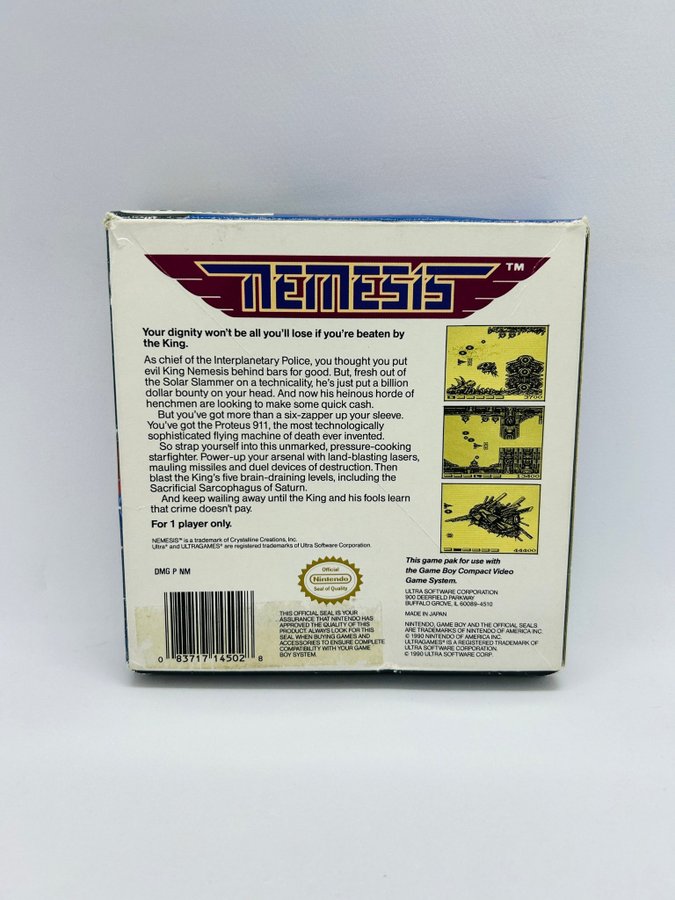 NEMESIS TM
Your dignity won't be all you'll lose if you're beaten by
the King.
As chief of the Interplanetary Police, you thought you put
evil King Nemesis behind bars for good. But, fresh out of
the Solar Slammer on a technicality, he's just put a billion
dollar bounty on your head. And now his heinous horde of
henchmen are looking to make some quick cash.
But you've got more than a six-zapper up your sleeve.
You've got the Proteus 911, the most technologically
sophisticated flying machine of death ever invented.
So strap yourself into this unmarked, pressure-cooking
starfighter. Power-up your arsenal with land-blasting lasers,
mauling missiles and duel devices of destruction. Then
blast the King's five brain-draining levels, including the
Sacrificial Sarcophagus of Saturn.
And keep wailing away until the King and his fools learn
that crime doesn't pay.
For 1 player only.
NEMESIS™ is a trademark of Crystalline Creations, Inc.
Ultra® and ULTRAGAMES® are registered trademarks of Ultra Software Corporation.
DMG P NM
0 83717 14502 8
Official
Nintendo
Seal of Quality
THIS OFFICIAL SEAL IS YOUR
ASSURANCE THAT NINTENDO HAS
APPROVED THE QUALITY OF THIS
PRODUCT. ALWAYS LOOK FOR THIS
SEAL WHEN BUYING GAMES AND
ACCESSORIES TO ENSURE COMPLETE
COMPATIBILITY WITH YOUR GAME
BOY SYSTEM.
3700
13400
44400
This game pak for use with
the Game Boy Compact Video
Game System.
ULTRA SOFTWARE CORPORATION
900 DEERFIELD PARKWAY
BUFFALO GROVE, IL 60089-4510
MADE IN JAPAN
NINTENDO, GAME BOY AND THE OFFICIAL SEALS
ARE TRADEMARKS OF NINTENDO OF AMERICA INC.
© 1990 NINTENDO OF AMERICA INC.
ULTRAGAMES® IS A REGISTERED TRADEMARK OF
ULTRA SOFTWARE CORPORATION.
© 1990 ULTRA SOFTWARE CORP.